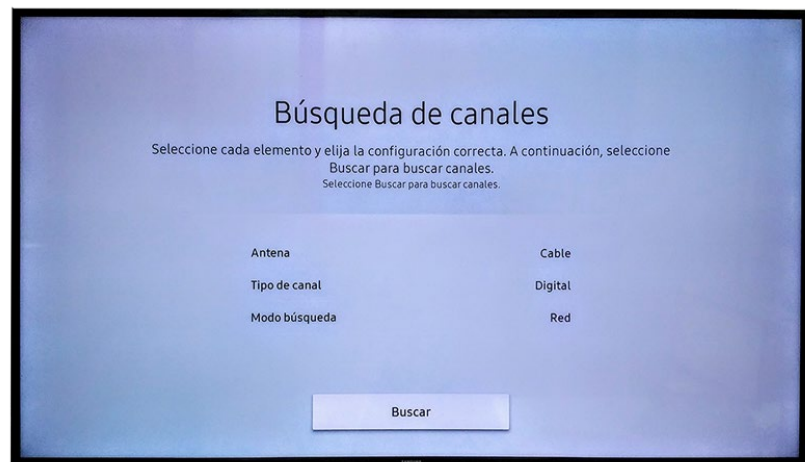 Búsqueda de canales
Seleccione cada elemento y elija la configuración correcta. A continuación, seleccione
Buscar para buscar canales.
Seleccione Buscar para buscar canales.
Antena Cable
Tipo de canal Digital
Modo búsqueda Red
Buscar